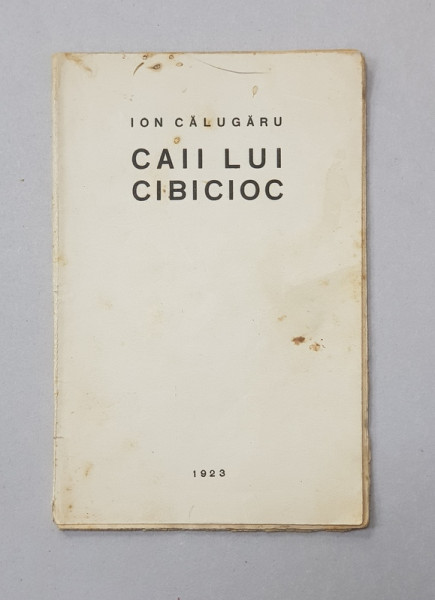 ION CĂLUGĂRU
CAII LUI
CIBICIOC
1923